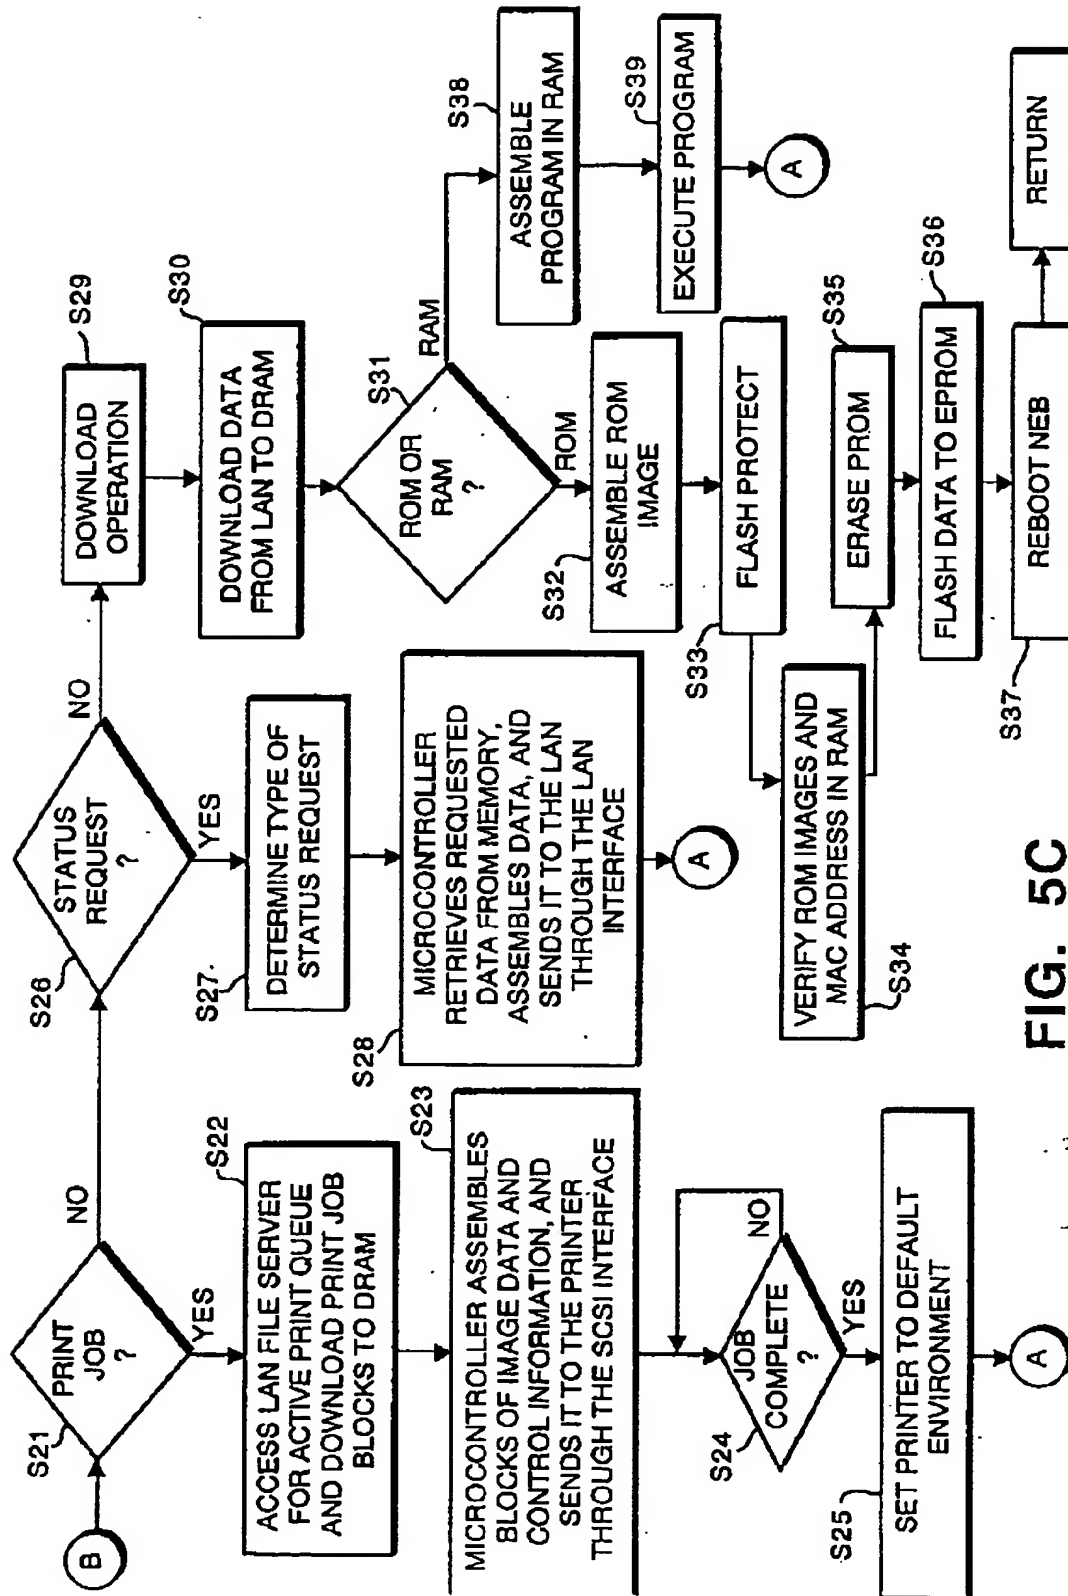 B
S21
PRINT
JOB
?
NO
YES
S22
ACCESS LAN FILE SERVER
FOR ACTIVE PRINT QUEUE
AND DOWNLOAD PRINT JOB
BLOCKS TO DRAM
S23
MICROCONTROLLER ASSEMBLES
BLOCKS OF IMAGE DATA AND
CONTROL INFORMATION, AND
SENDS IT TO THE PRINTER
THROUGH THE SCSI INTERFACE
S24
JOB
COMPLETE
?
NO
YES
S25
SET PRINTER TO DEFAULT
ENVIRONMENT
A
S26
STATUS
REQUEST
?
NO
YES
S27
DETERMINE TYPE OF
STATUS REQUEST
S28
MICROCONTROLLER
RETRIEVES REQUESTED
DATA FROM MEMORY,
ASSEMBLES DATA, AND
SENDS IT TO THE LAN
THROUGH THE LAN
INTERFACE
A
S29
DOWNLOAD
OPERATION
S30
DOWNLOAD DATA
FROM LAN TO DRAM
S31
ROM OR
RAM
?
RAM
ROM
S32
ASSEMBLE ROM
IMAGE
S33
FLASH PROTECT
VERIFY ROM IMAGES AND
MAC ADDRESS IN RAM
S34
S35
ERASE PROM
S36
FLASH DATA TO EPROM
S37
REBOOT NEB
RETURN
S38
ASSEMBLE
PROGRAM IN RAM
S39
EXECUTE PROGRAM
A
FIG. 5C